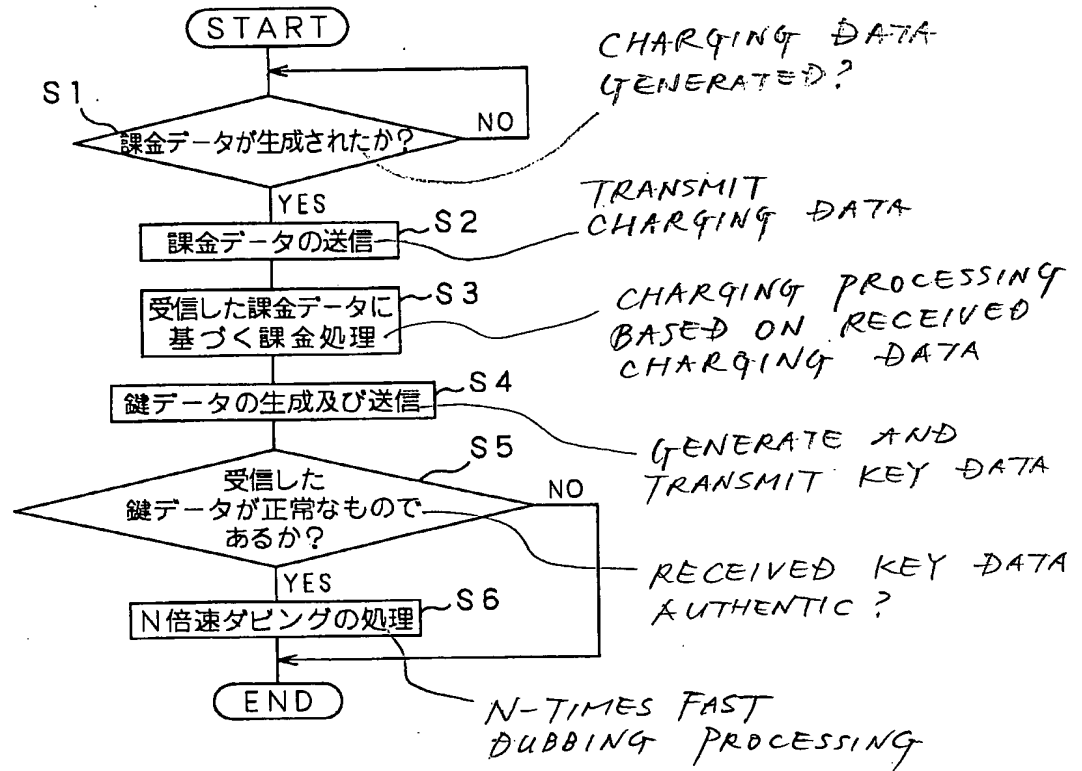 START
CHARGING DATA
GENERATED?
S1
課金データが生成されたか?
NO
YES
TRANSMIT
CHARGING DATA
S2
課金データの送信
S3
受信した課金データに
基づく課金処理
CHARGING PROCESSING
BASED ON RECEIVED
CHARGING DATA
S4
鍵データの生成及び送信
GENERATE AND
TRANSMIT KEY DATA
S5
受信した
鍵データが正常なもので
あるか?
NO
YES
RECEIVED KEY DATA
AUTHENTIC?
S6
N倍速ダビングの処理
END
N-TIMES FAST
DUBBING PROCESSING